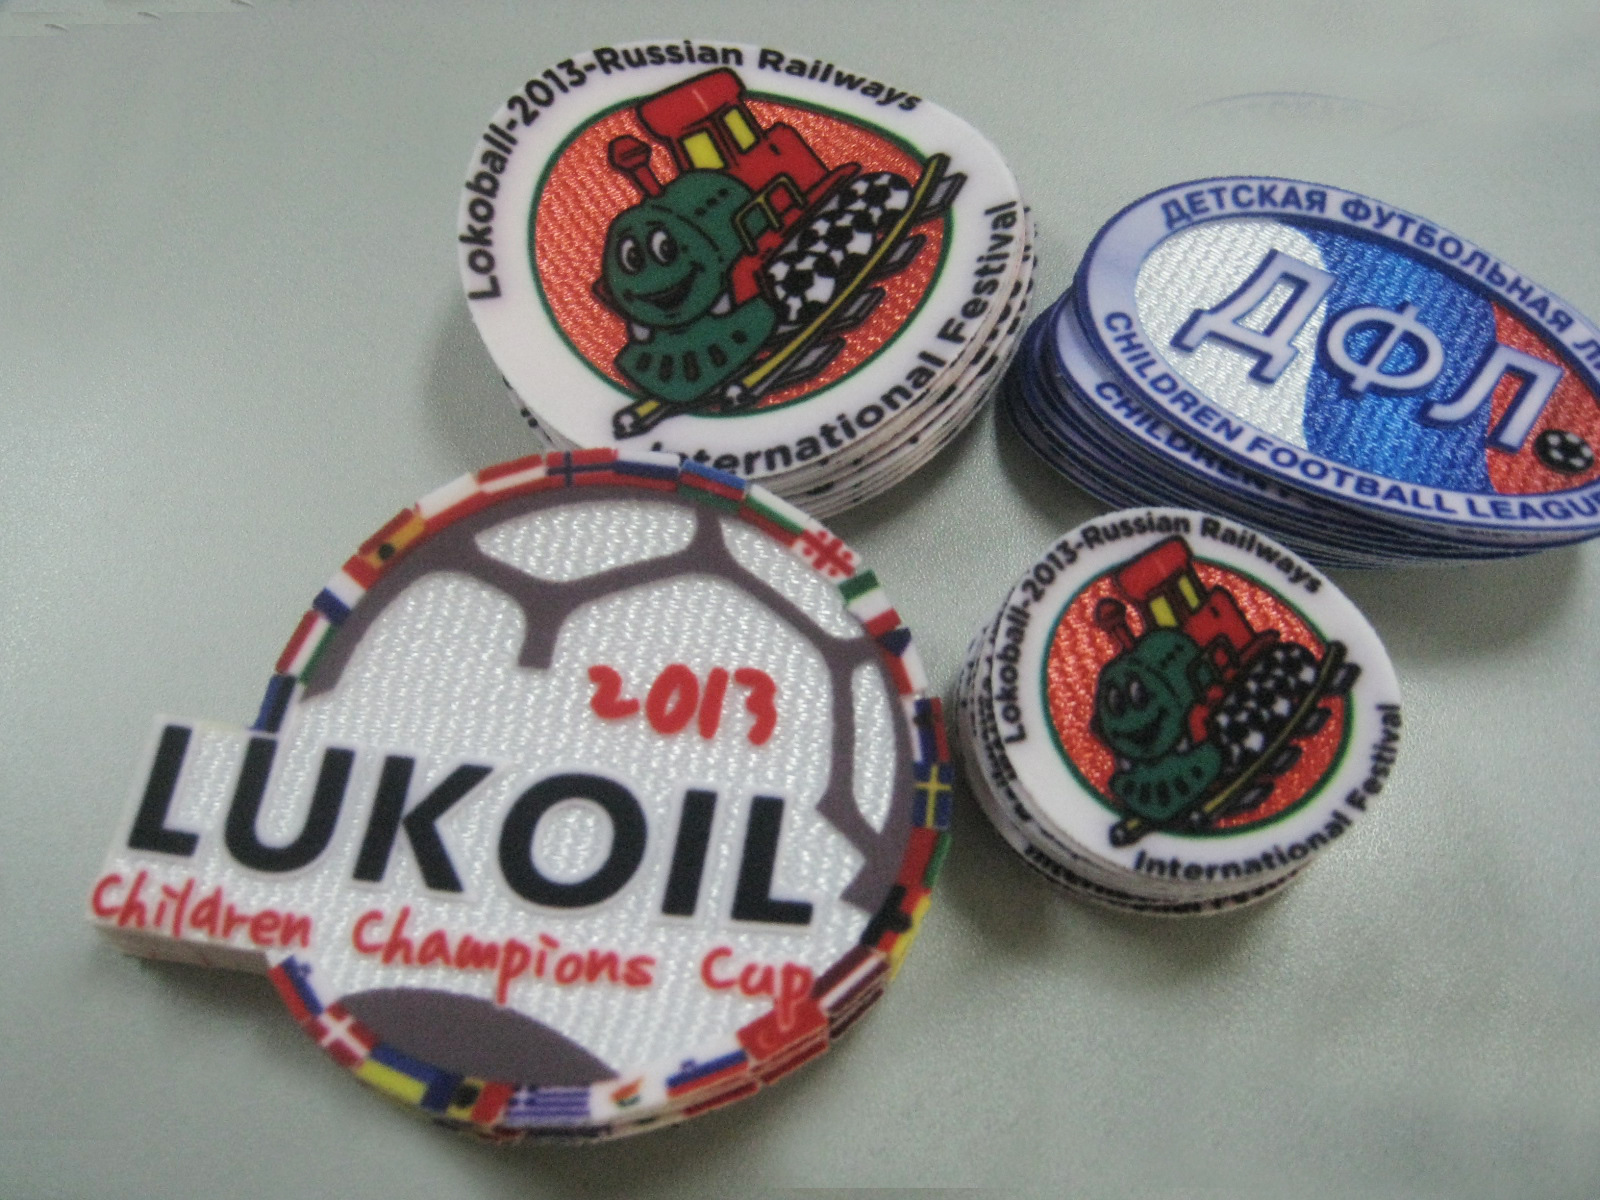 Lokoball-2013-Russian Railways
International Festival
ДЕТСКАЯ ФУТБОЛЬНАЯ
ДФЛ
CHILDREN FOOTBALL LEAGUE
CHILDREN
Lokoball-2013-Russian Railways
International Festival
2013
LUKOIL
Children Champions Cup